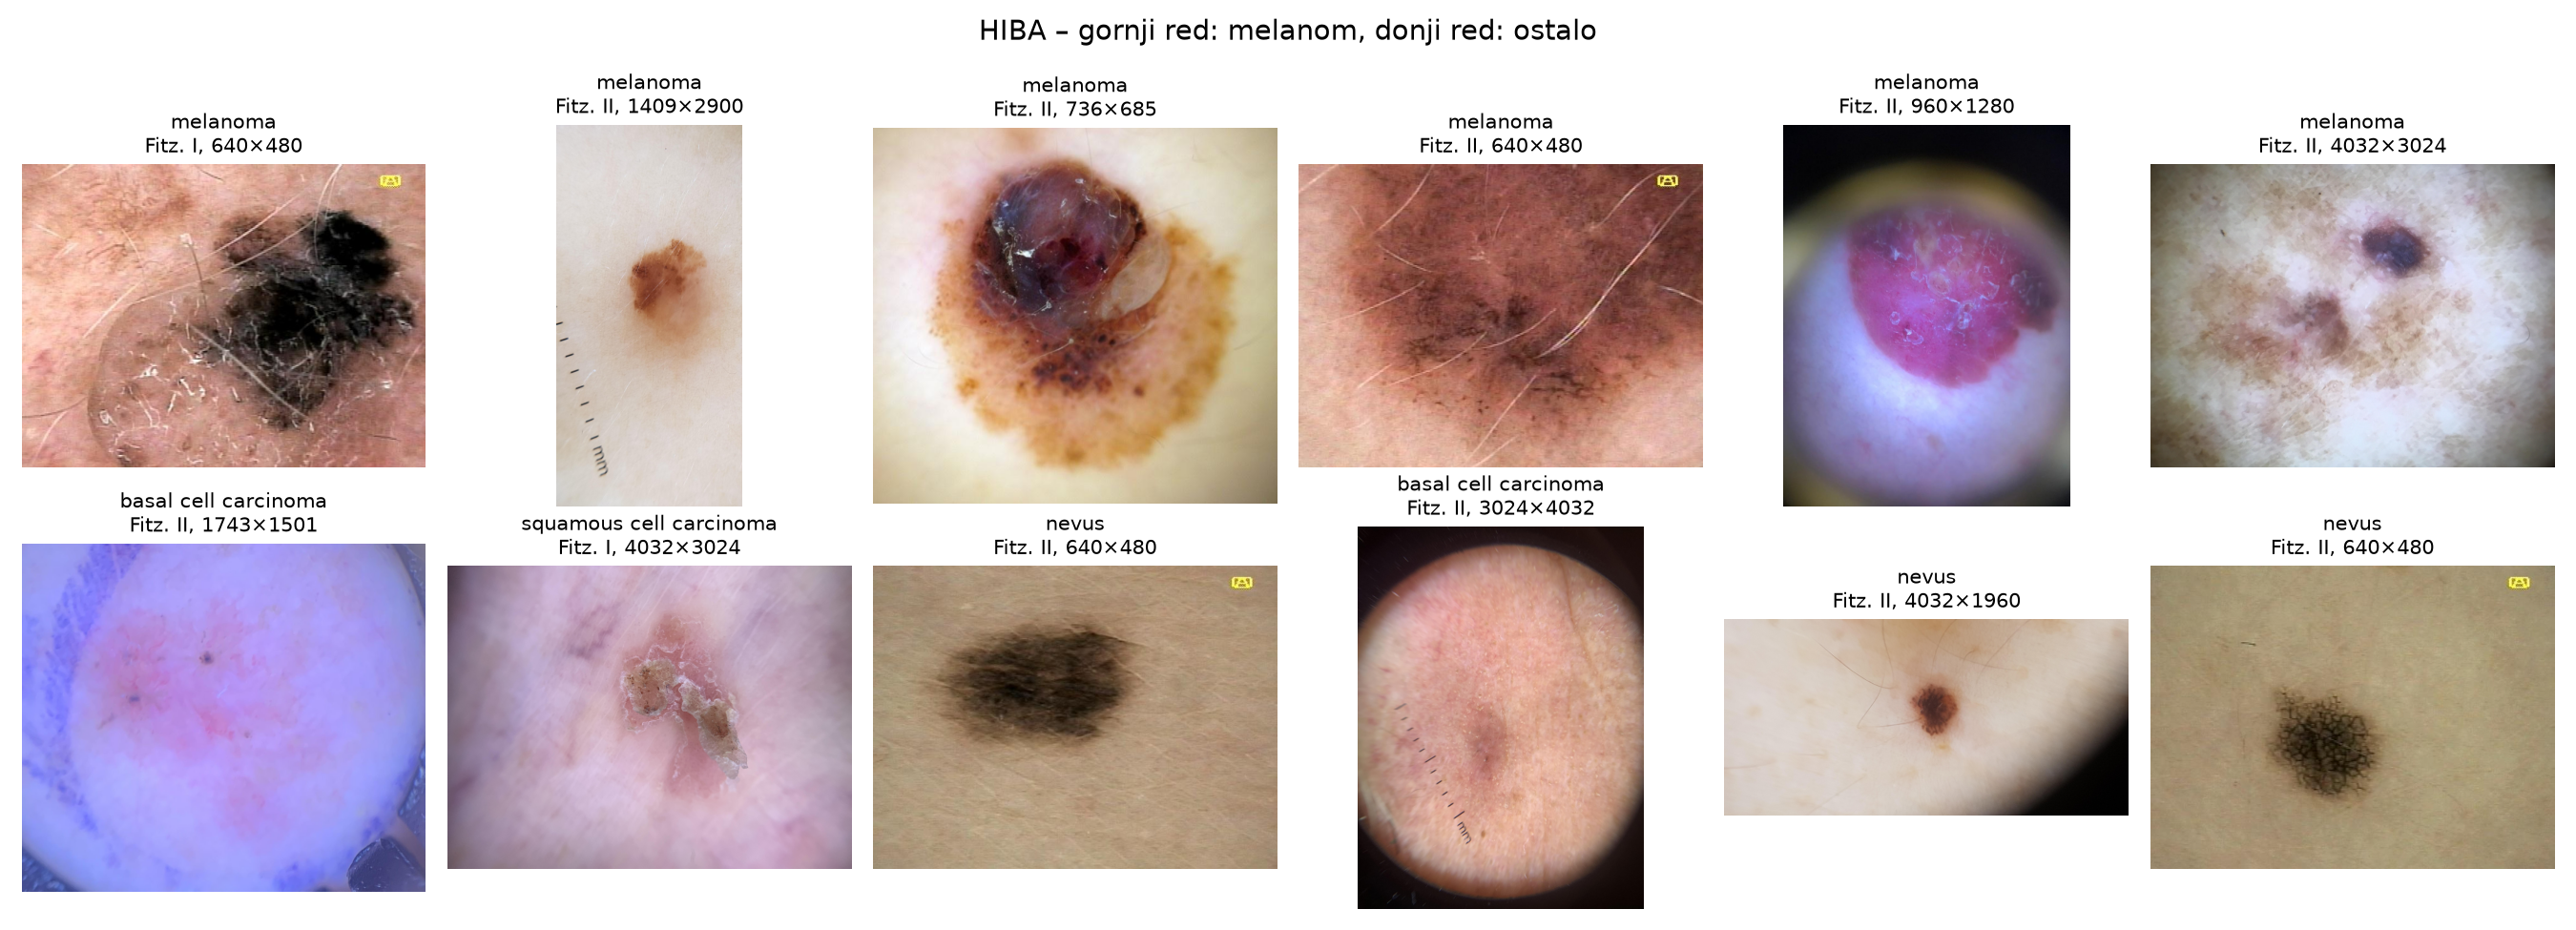 HIBA – gornji red: melanom, donji red: ostalo
melanoma
Fitz. I, 640×480
melanoma
Fitz. II, 1409×2900
melanoma
Fitz. II, 736×685
melanoma
Fitz. II, 640×480
melanoma
Fitz. II, 960×1280
melanoma
Fitz. II, 4032×3024
mm
basal cell carcinoma
Fitz. II, 1743×1501
squamous cell carcinoma
Fitz. I, 4032×3024
nevus
Fitz. II, 640×480
basal cell carcinoma
Fitz. II, 3024×4032
nevus
Fitz. II, 4032×1960
nevus
Fitz. II, 640×480
mm